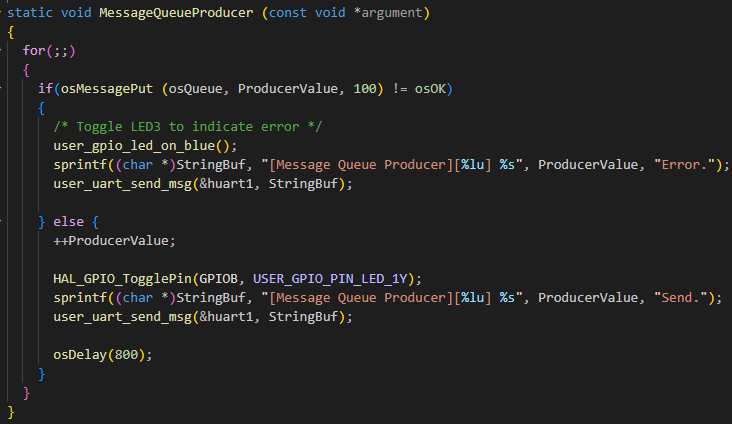 static void MessageQueueProducer (const void *argument)
{
for(;;)
{
if(osMessagePut (osQueue, ProducerValue, 100) != osOK)
{
/* Toggle LED3 to indicate error */
user_gpio_led_on_blue();
sprintf((char *)StringBuf, "[Message Queue Producer][%lu] %s", ProducerValue, "Error.");
user_uart_send_msg(&huart1, StringBuf);
} else {
++ProducerValue;
HAL_GPIO_TogglePin(GPIOB, USER_GPIO_PIN_LED_1Y);
sprintf((char *)StringBuf, "[Message Queue Producer][%lu] %s", ProducerValue, "Send.");
user_uart_send_msg(&huart1, StringBuf);
osDelay(800);
}
}
}